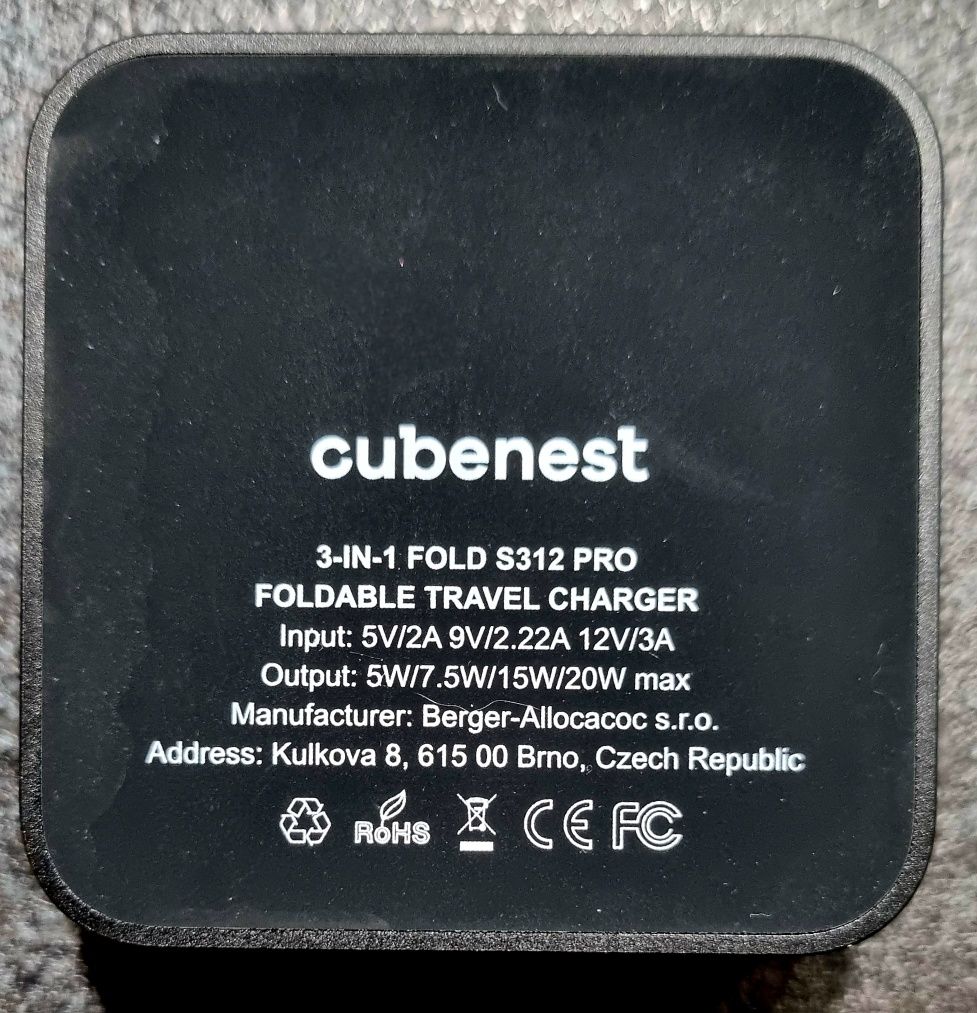 cubenest
3-IN-1 FOLD S312 PRO
FOLDABLE TRAVEL CHARGER
Input: 5V/2A 9V/2.22A 12V/3A
Output: 5W/7.5W/15W/20W max
Manufacturer: Berger-Allocacoc s.r.o.
Address: Kulkova 8, 615 00 Brno, Czech Republic
RoHS CE FC